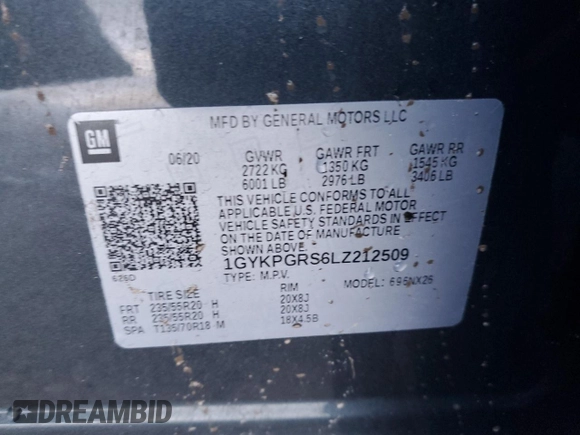 MFD BY GENERAL MOTORS LLC
GM
06/20 GVWR GAWR FRT GAWR RR
2722 KG 1350 KG 1545 KG
6001 LB 2976 LB 3406 LB
THIS VEHICLE CONFORMS TO ALL
APPLICABLE U.S. FEDERAL MOTOR
VEHICLE SAFETY STANDARDS IN EFFECT
ON THE DATE OF MANUFACTURE
SHOWN ABOVE.
1GYKPGRS6LZ212509
626D TYPE: M.P.V. MODEL: 6NX26
TIRE SIZE RIM
FRT 235/55R20 H 20X8J
RR 235/55R20 H 20X8J
SPA T135/70R18 M 18X4.5B
DREAMBID